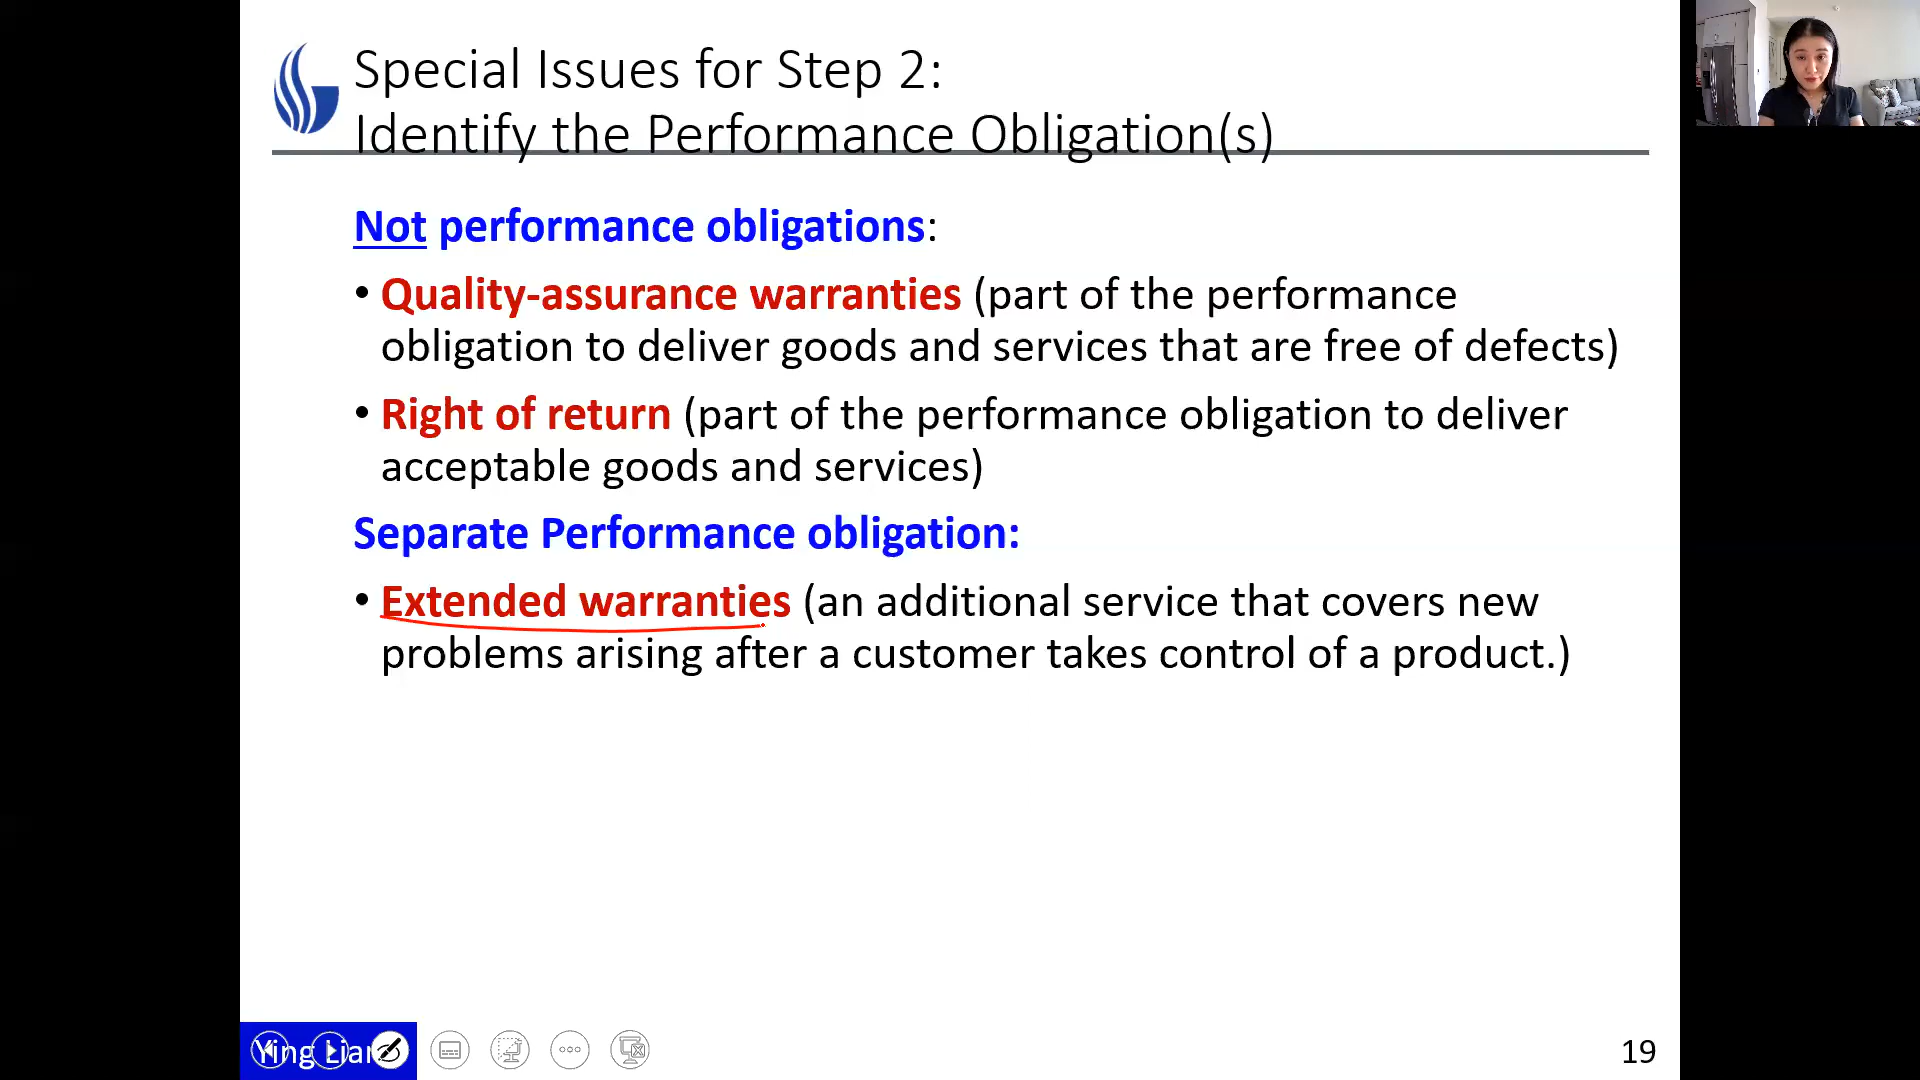 Special Issues for Step 2:
Identify the Performance Obligation(s)
Not performance obligations:
• Quality-assurance warranties (part of the performance
obligation to deliver goods and services that are free of defects)
• Right of return (part of the performance obligation to deliver
acceptable goods and services)
Separate Performance obligation:
• Extended warranties (an additional service that covers new
problems arising after a customer takes control of a product.)
Ying
19